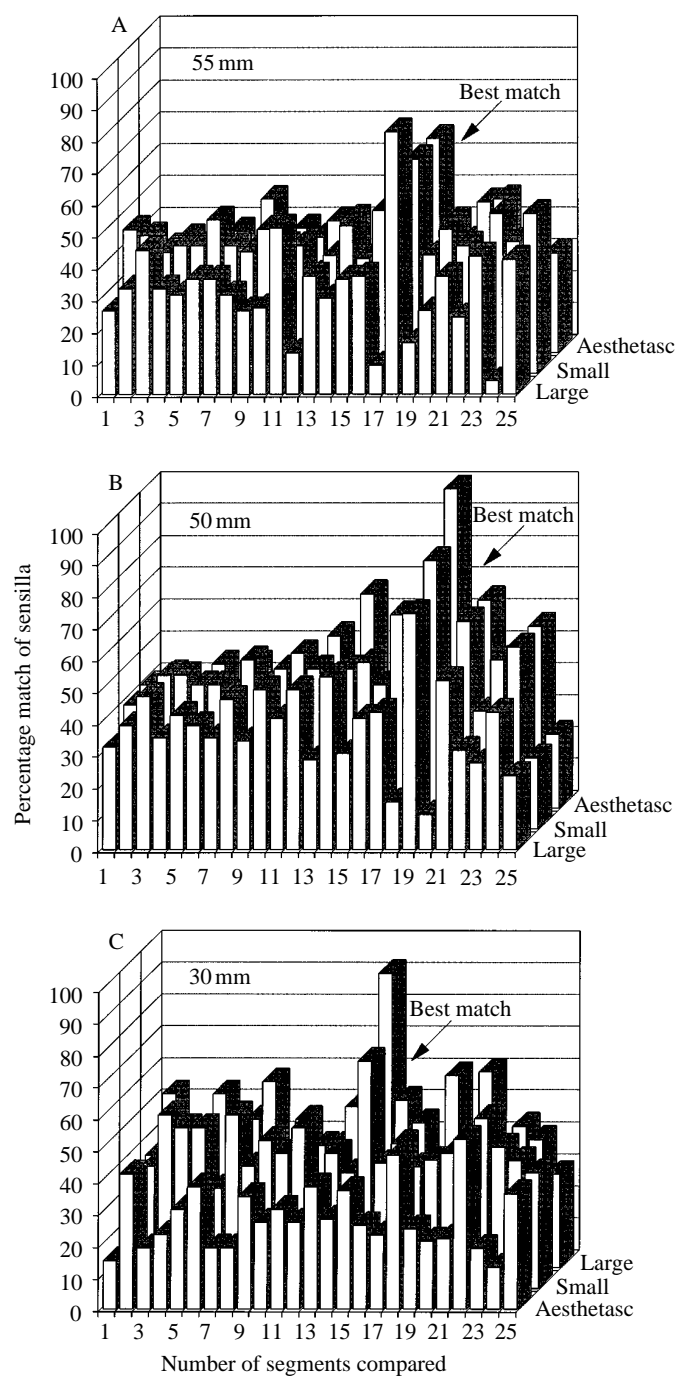 A
55 mm
Best match
100
90
80
70
60
50
40
30
20
10
0
Aesthetasc
Small
Large
1 3 5 7 9 11 13 15 17 19 21 23 25
B
50 mm
Best match
100
90
80
70
60
50
40
30
20
10
0
Percentage match of sensilla
Aesthetasc
Small
Large
1 3 5 7 9 11 13 15 17 19 21 23 25
C
30 mm
Best match
100
90
80
70
60
50
40
30
20
10
0
Large
Small
Aesthetasc
1 3 5 7 9 11 13 15 17 19 21 23 25
Number of segments compared